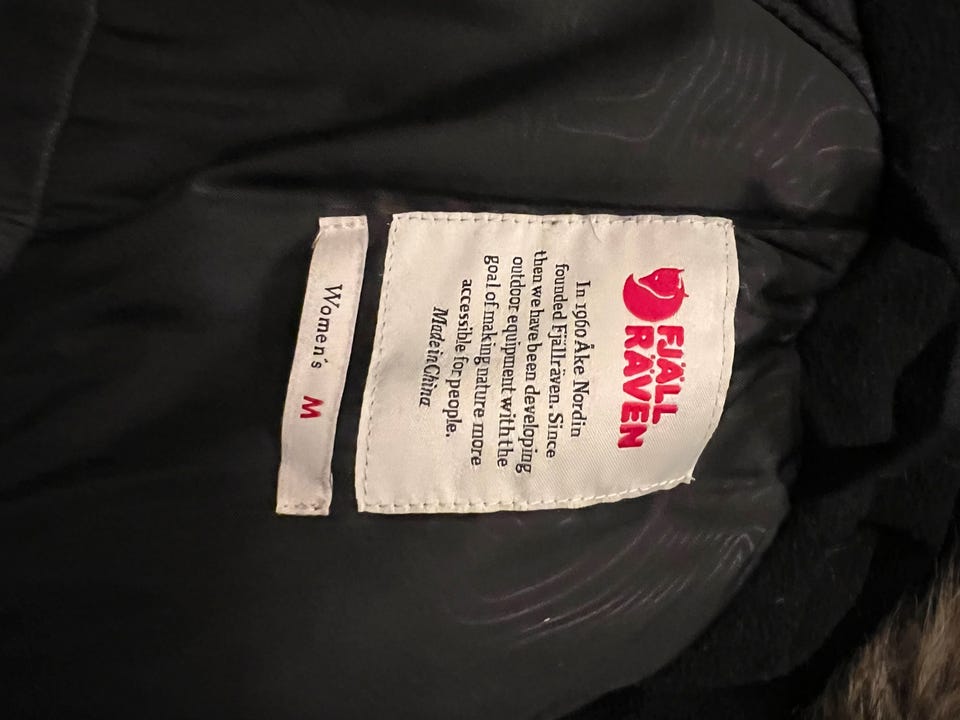 FJÄLL
RÄVEN
In 1960 Åke Nordin
founded Fjällräven. Since
then we have been developing
outdoor equipment with the
goal of making nature more
accessible for people.
Made in China
Women's M